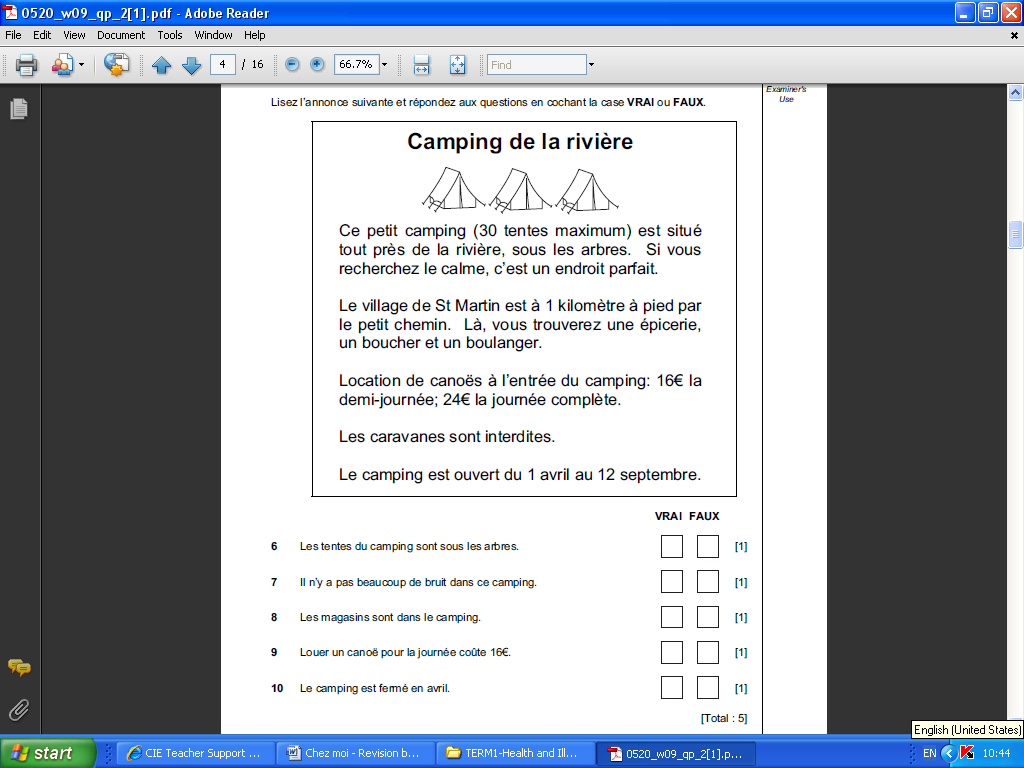 0520_w09_qp_2[1].pdf - Adobe Reader
File Edit View Document Tools Window Help
4 / 16 66.7% Find
Examiner's
Use
Lisez l'annonce suivante et répondez aux questions en cochant la case VRAI ou FAUX.
Camping de la rivière
Ce petit camping (30 tentes maximum) est situé
tout près de la rivière, sous les arbres. Si vous
recherchez le calme, c'est un endroit parfait.
Le village de St Martin est à 1 kilomètre à pied par
le petit chemin. Là, vous trouverez une épicerie,
un boucher et un boulanger.
Location de canoës à l'entrée du camping: 16€ la
demi-journée; 24€ la journée complète.
Les caravanes sont interdites.
Le camping est ouvert du 1 avril au 12 septembre.
VRAI FAUX
6 Les tentes du camping sont sous les arbres. [1]
7 Il n'y a pas beaucoup de bruit dans ce camping. [1]
8 Les magasins sont dans le camping. [1]
9 Louer un canoë pour la journée coûte 16€. [1]
10 Le camping est fermé en avril. [1]
[Total : 5]
English (United States)
start CIE Teacher Support ... Chez moi - Revision b... TERM1-Health and Ill... 0520_w09_qp_2[1].p... EN 10:44